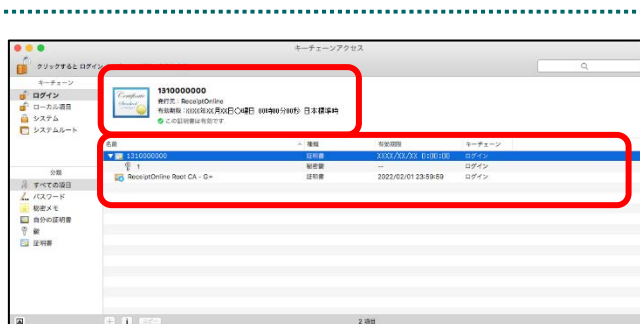 キーチェーンアクセス
クリックするとログイン
キーチェーン
ログイン
ローカル項目
システム
システムルート
分類
すべての項目
パスワード
秘密メモ
自分の証明書
鍵
証明書
Certificate
Standard
1310000000
発行元: ReceiptOnline
有効期限: XXXX年XX月XX日〇曜日 00時00分00秒 日本標準時
この証明書は有効です
名前 種類 有効期限 キーチェーン
1310000000 証明書 XXXX/XX/XX 0:00:00 ログイン
1 秘密鍵 -- ログイン
ReceiptOnline Root CA - G* 証明書 2022/02/01 23:59:59 ログイン
コピー
2 項目